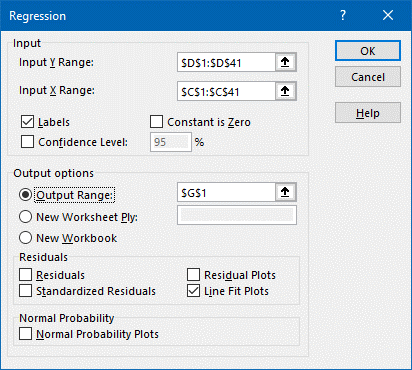 Regression ? ×
Input
Input Y Range: $D$1:$D$41 OK
Input X Range: $C$1:$C$41 Cancel
Labels Constant is Zero Help
Confidence Level: 95 %
Output options
Output Range: $G$1
New Worksheet Ply:
New Workbook
Residuals
Residuals Residual Plots
Standardized Residuals Line Fit Plots
Normal Probability
Normal Probability Plots